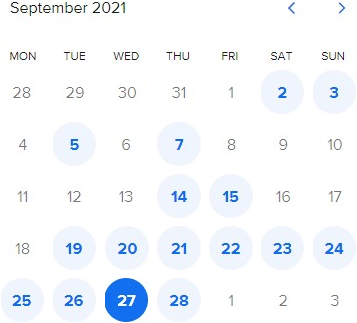 September 2021
MON TUE WED THU FRI SAT SUN
28 29 30 31 1 2 3
4 5 6 7 8 9 10
11 12 13 14 15 16 17
18 19 20 21 22 23 24
25 26 27 28 1 2 3